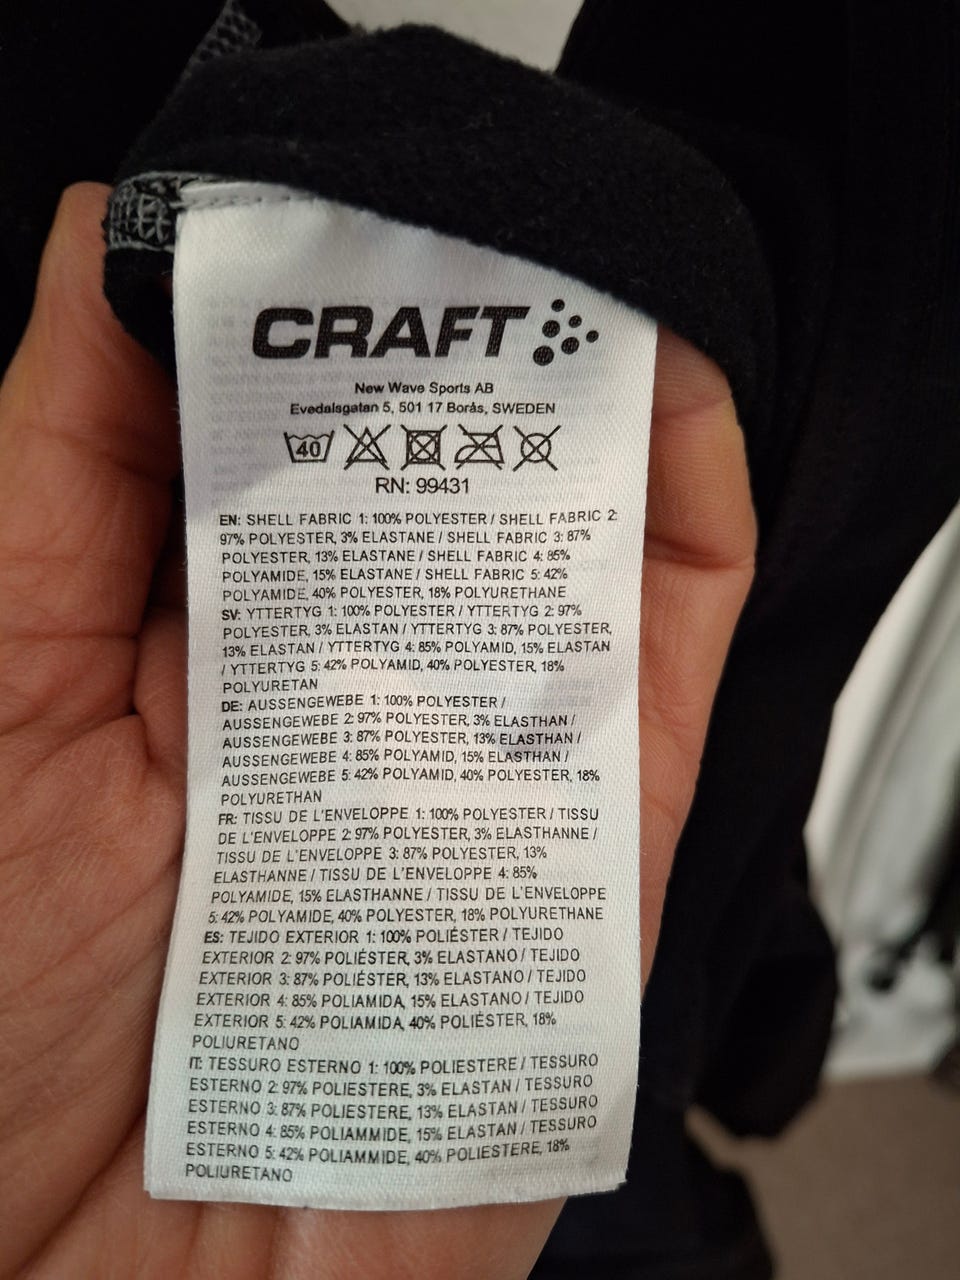 CRAFT
New Wave Sports AB
Evedalsgatan 5, 501 17 Borås, SWEDEN
40
RN: 99431
EN: SHELL FABRIC 1: 100% POLYESTER / SHELL FABRIC 2:
97% POLYESTER, 3% ELASTANE / SHELL FABRIC 3: 87%
POLYESTER, 13% ELASTANE / SHELL FABRIC 4: 85%
POLYAMIDE, 15% ELASTANE / SHELL FABRIC 5: 42%
POLYAMIDE, 40% POLYESTER, 18% POLYURETHANE
SV: YTTERTYG 1: 100% POLYESTER / YTTERTYG 2: 97%
POLYESTER, 3% ELASTAN / YTTERTYG 3: 87% POLYESTER,
13% ELASTAN / YTTERTYG 4: 85% POLYAMID, 15% ELASTAN
/ YTTERTYG 5: 42% POLYAMID, 40% POLYESTER, 18%
POLYURETAN
DE: AUSSENGEWEBE 1: 100% POLYESTER /
AUSSENGEWEBE 2: 97% POLYESTER, 3% ELASTHAN /
AUSSENGEWEBE 3: 87% POLYESTER, 13% ELASTHAN /
AUSSENGEWEBE 4: 85% POLYAMID, 15% ELASTHAN /
AUSSENGEWEBE 5: 42% POLYAMID, 40% POLYESTER, 18%
POLYURETHAN
FR: TISSU DE L'ENVELOPPE 1: 100% POLYESTER / TISSU
DE L'ENVELOPPE 2: 97% POLYESTER, 3% ELASTHANNE /
TISSU DE L'ENVELOPPE 3: 87% POLYESTER, 13%
ELASTHANNE / TISSU DE L'ENVELOPPE 4: 85%
POLYAMIDE, 15% ELASTHANNE / TISSU DE L'ENVELOPPE
5: 42% POLYAMIDE, 40% POLYESTER, 18% POLYURETHANE
ES: TEJIDO EXTERIOR 1: 100% POLIÉSTER / TEJIDO
EXTERIOR 2: 97% POLIÉSTER, 3% ELASTANO / TEJIDO
EXTERIOR 3: 87% POLIÉSTER, 13% ELASTANO / TEJIDO
EXTERIOR 4: 85% POLIAMIDA, 15% ELASTANO / TEJIDO
EXTERIOR 5: 42% POLIAMIDA, 40% POLIÉSTER, 18%
POLIURETANO
IT: TESSURO ESTERNO 1: 100% POLIESTERE / TESSURO
ESTERNO 2: 97% POLIESTERE, 3% ELASTAN / TESSURO
ESTERNO 3: 87% POLIESTERE, 13% ELASTAN / TESSURO
ESTERNO 4: 85% POLIAMMIDE, 15% ELASTAN / TESSURO
ESTERNO 5: 42% POLIAMMIDE, 40% POLIESTERE, 18%
POLIURETANO